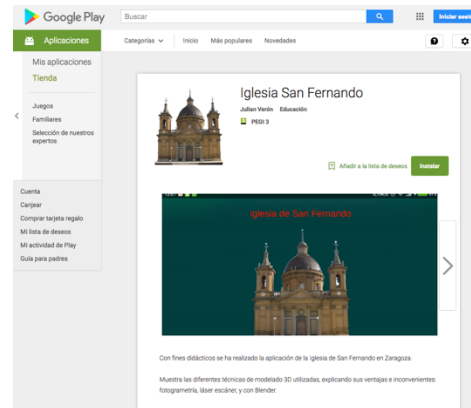 Google Play
Buscar
Iniciar sesió
Aplicaciones
Categorías
Inicio
Más populares
Novedades
Mis aplicaciones
Tienda
Juegos
Familiares
Selección de nuestros
expertos
Cuenta
Canjear
Comprar tarjeta regalo
Mi lista de deseos
Mi actividad de Play
Guía para padres
Iglesia San Fernando
Julian Verón Educación
PEGI 3
Añadir a la lista de deseos
Instalar
Iglesia de San Fernando
Con fines didácticos se ha realizado la aplicación de la iglesia de San Fernando en Zaragoza.
Muestra las diferentes técnicas de modelado 3D utilizadas, explicando sus ventajas e inconvenientes:
fotogrametría, láser escáner, y con Blender.